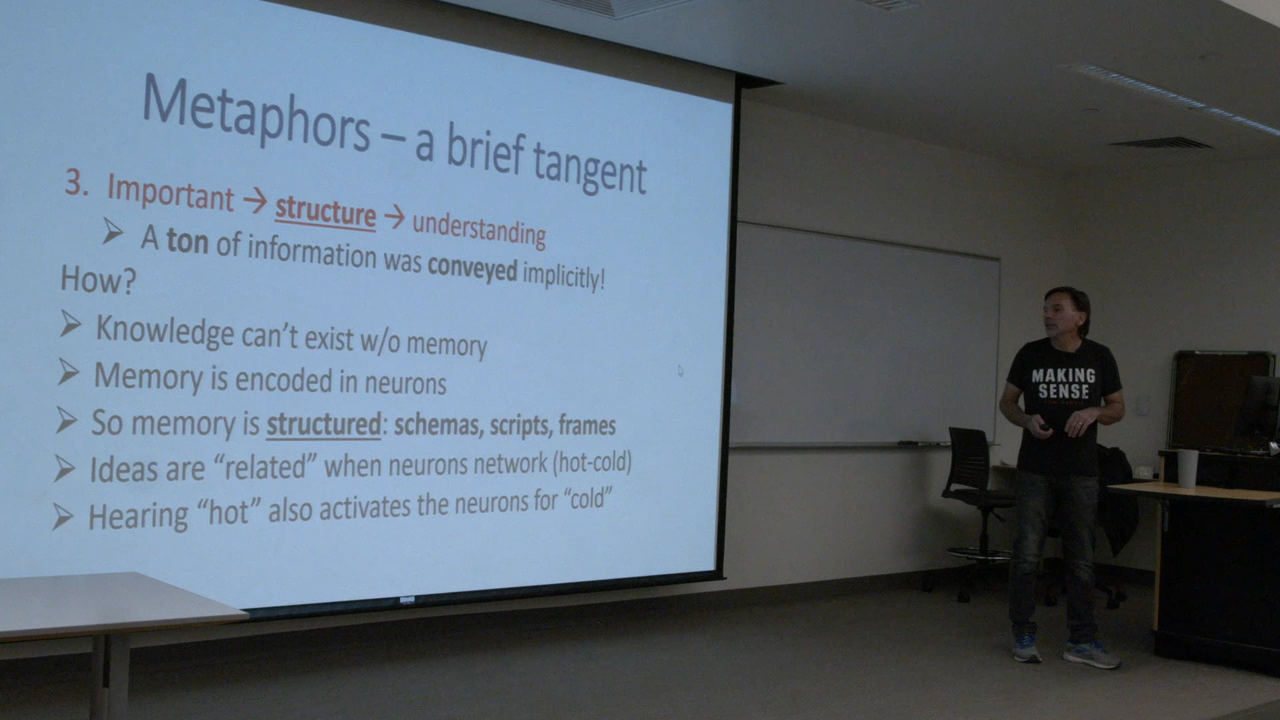 Metaphors – a brief tangent
3. Important → structure → understanding
➢ A ton of information was conveyed implicitly!
How?
➢ Knowledge can't exist w/o memory
➢ Memory is encoded in neurons
➢ So memory is structured: schemas, scripts, frames
➢ Ideas are “related” when neurons network (hot-cold)
➢ Hearing “hot” also activates the neurons for “cold”
MAKING
SENSE